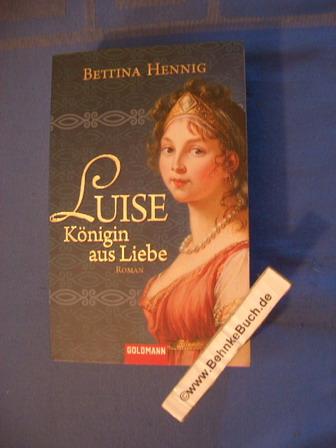 BETTINA HENNIG
LUISE
Königin
aus Liebe
ROMAN
GOLDMANN
©www.BehnkeBuch.de